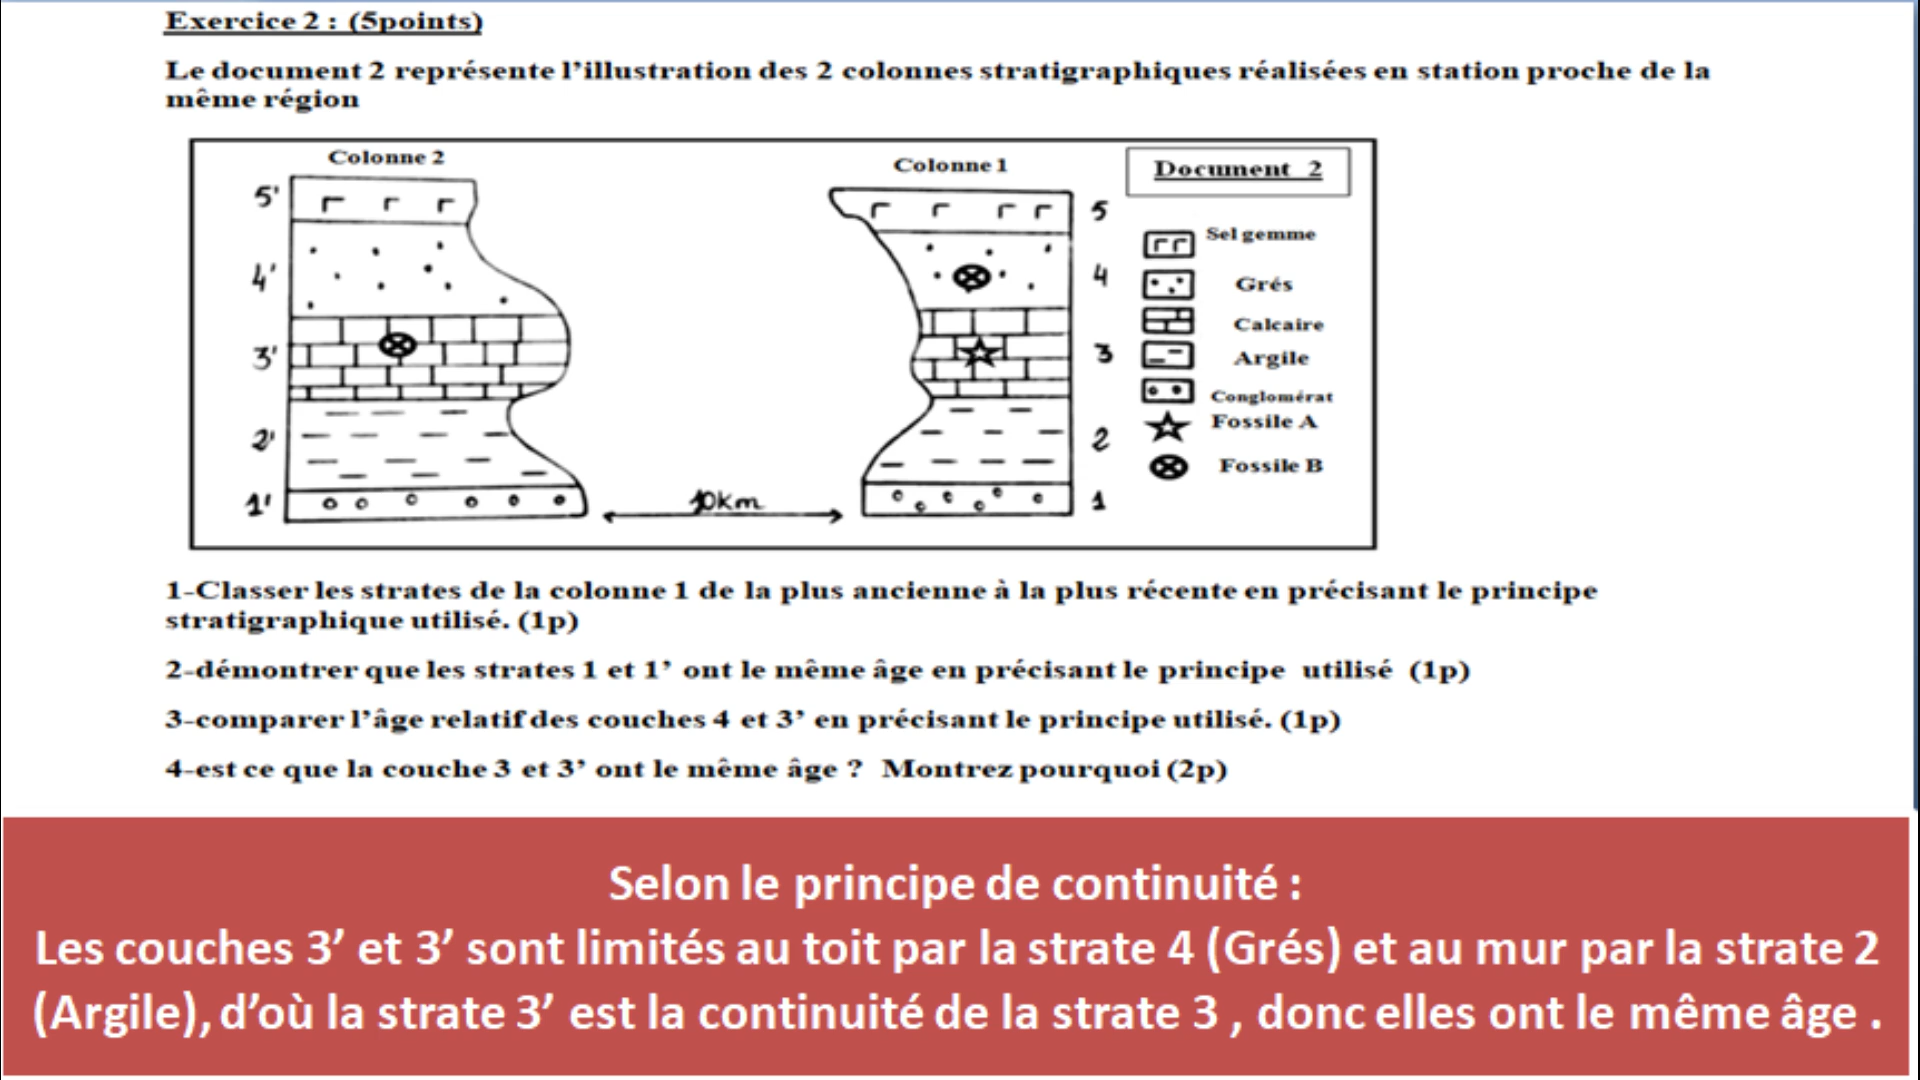 Exercice 2 : (5points)
Le document 2 représente l’illustration des 2 colonnes stratigraphiques réalisées en station proche de la
même région
Colonne 2
Colonne 1
Document 2
5'
4'
3'
2'
1'
10km
5
4
3
2
1
Sel gemme
Grés
Calcaire
Argile
Conglomérat
Fossile A
Fossile B
1-Classer les strates de la colonne 1 de la plus ancienne à la plus récente en précisant le principe
stratigraphique utilisé. (1p)
2-démontrer que les strates 1 et 1’ ont le même âge en précisant le principe utilisé (1p)
3-comparer l’âge relatif des couches 4 et 3’ en précisant le principe utilisé. (1p)
4-est ce que la couche 3 et 3’ ont le même âge ? Montrez pourquoi (2p)
Selon le principe de continuité :
Les couches 3’ et 3’ sont limités au toit par la strate 4 (Grés) et au mur par la strate 2
(Argile), d’où la strate 3’ est la continuité de la strate 3 , donc elles ont le même âge .